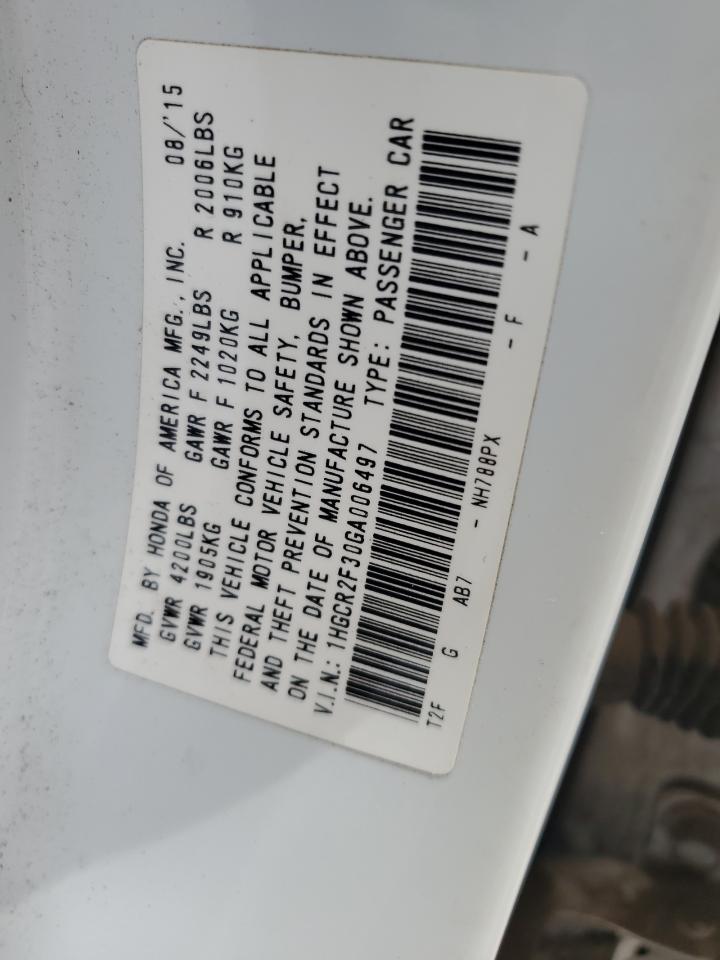 MFD. BY HONDA OF AMERICA MFG., INC. 08/'15
GVWR 4200LBS GAWR F 2249LBS R 2006LBS
GVWR 1905KG GAWR F 1020KG R 910KG
THIS VEHICLE CONFORMS TO ALL APPLICABLE
FEDERAL MOTOR VEHICLE SAFETY, BUMPER,
AND THEFT PREVENTION STANDARDS IN EFFECT
ON THE DATE OF MANUFACTURE SHOWN ABOVE.
V.I.N.: 1HGCR2F30GA006497 TYPE: PASSENGER CAR
T2F G AB7 - NH788PX - F - A